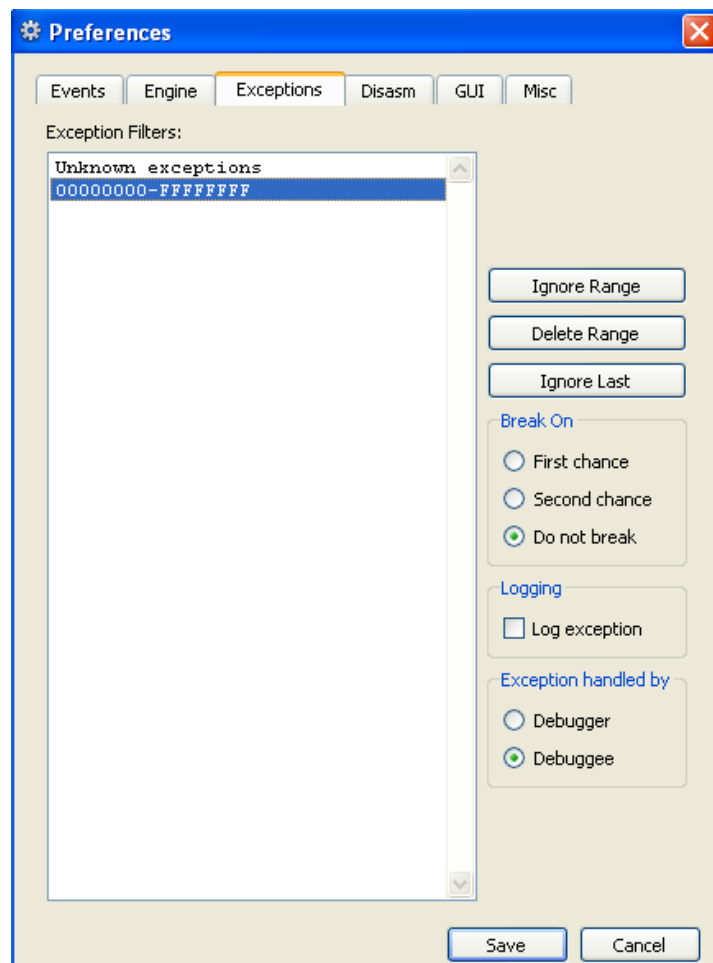 Preferences
Events Engine Exceptions Disasm GUI Misc
Exception Filters:
Unknown exceptions
00000000-FFFFFFFF
Ignore Range
Delete Range
Ignore Last
Break On
First chance
Second chance
Do not break
Logging
Log exception
Exception handled by
Debugger
Debuggee
Save Cancel